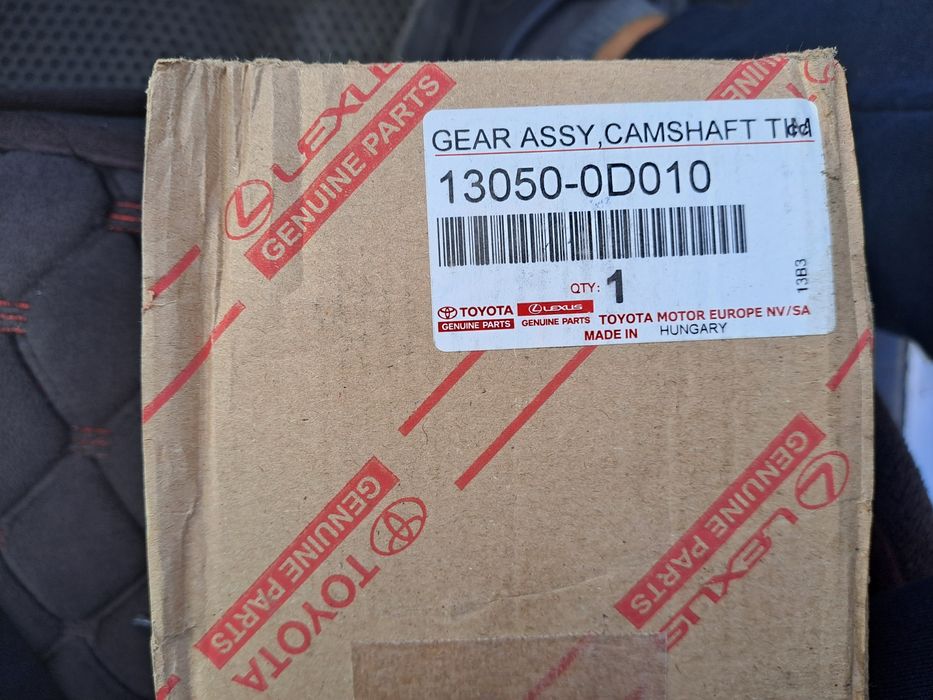 LEXUS
GENUINE PARTS
GEAR ASSY,CAMSHAFT TIM
13050-0D010
QTY: 1
13B3
TOYOTA LEXUS
GENUINE PARTS GENUINE PARTS
TOYOTA MOTOR EUROPE NV/SA
MADE IN HUNGARY
GENUINE PARTS
TOYOTA
GENUINE PARTS
LEXUS